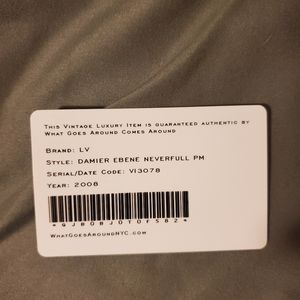 This Vintage Luxury Item is guaranteed authentic by
What Goes Around Comes Around
Brand: LV
Style: DAMIER EBENE NEVERFULL PM
Serial/Date Code: VI3078
Year: 2008
WhatGoesAroundNYC.com